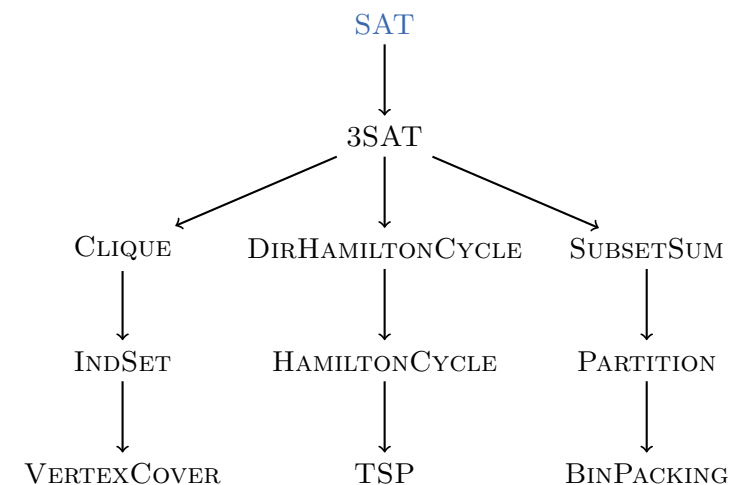 SAT
3SAT
CLIQUE DIRHAMILTONCYCLE SUBSETSUM
INDSET HAMILTONCYCLE PARTITION
VERTEXCOVER TSP BINPACKING